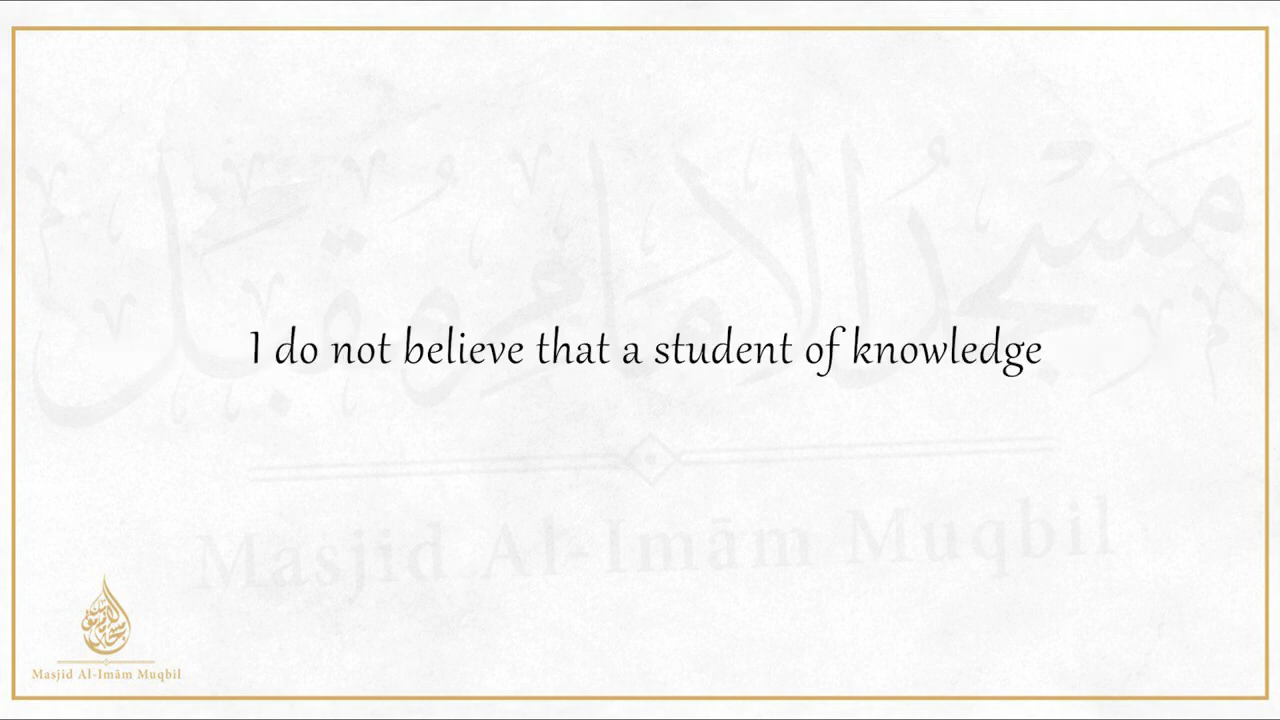 مسجد الإمام مقبل
I do not believe that a student of knowledge
Masjid Al-Imām Muqbil
Masjid Al-Imām Muqbil